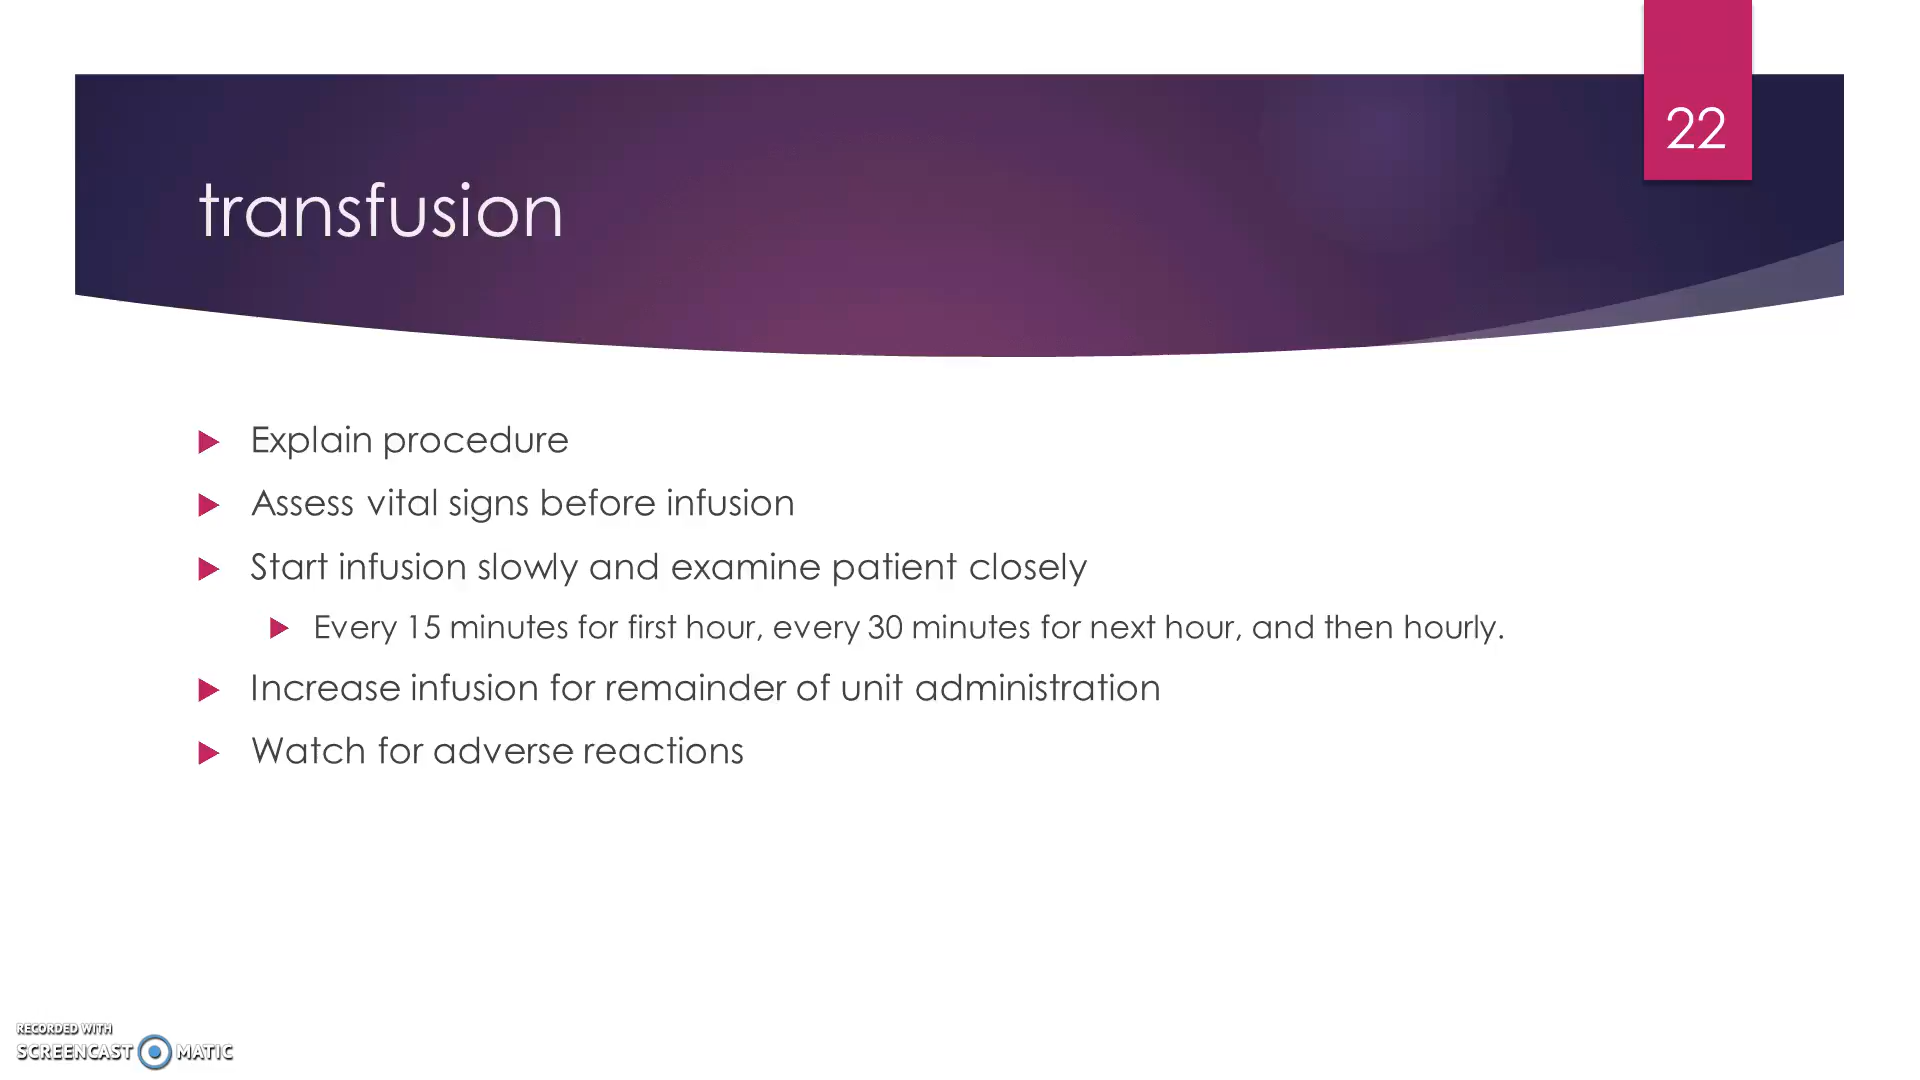 22
transfusion
Explain procedure
Assess vital signs before infusion
Start infusion slowly and examine patient closely
Every 15 minutes for first hour, every 30 minutes for next hour, and then hourly.
Increase infusion for remainder of unit administration
Watch for adverse reactions
RECORDED WITH
SCREENCAST MATIC